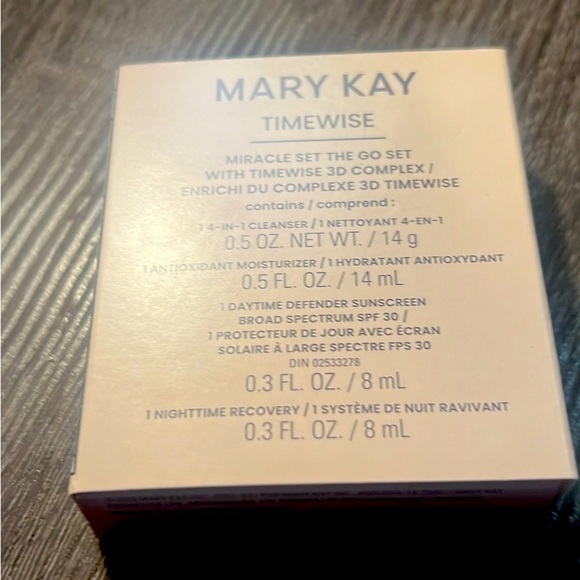 MARY KAY
TIMEWISE
MIRACLE SET THE GO SET
WITH TIMEWISE 3D COMPLEX /
ENRICHI DU COMPLEXE 3D TIMEWISE
contains / comprend :
1 4-IN-1 CLEANSER / 1 NETTOYANT 4-EN-1
0.5 OZ. NET WT. / 14 g
1 ANTIOXIDANT MOISTURIZER / 1 HYDRATANT ANTIOXYDANT
0.5 FL. OZ. / 14 mL
1 DAYTIME DEFENDER SUNSCREEN
BROAD SPECTRUM SPF 30 /
1 PROTECTEUR DE JOUR AVEC ÉCRAN
SOLAIRE À LARGE SPECTRE FPS 30
DIN 02533278
0.3 FL. OZ. / 8 mL
1 NIGHTTIME RECOVERY / 1 SYSTÈME DE NUIT RAVIVANT
0.3 FL. OZ. / 8 mL